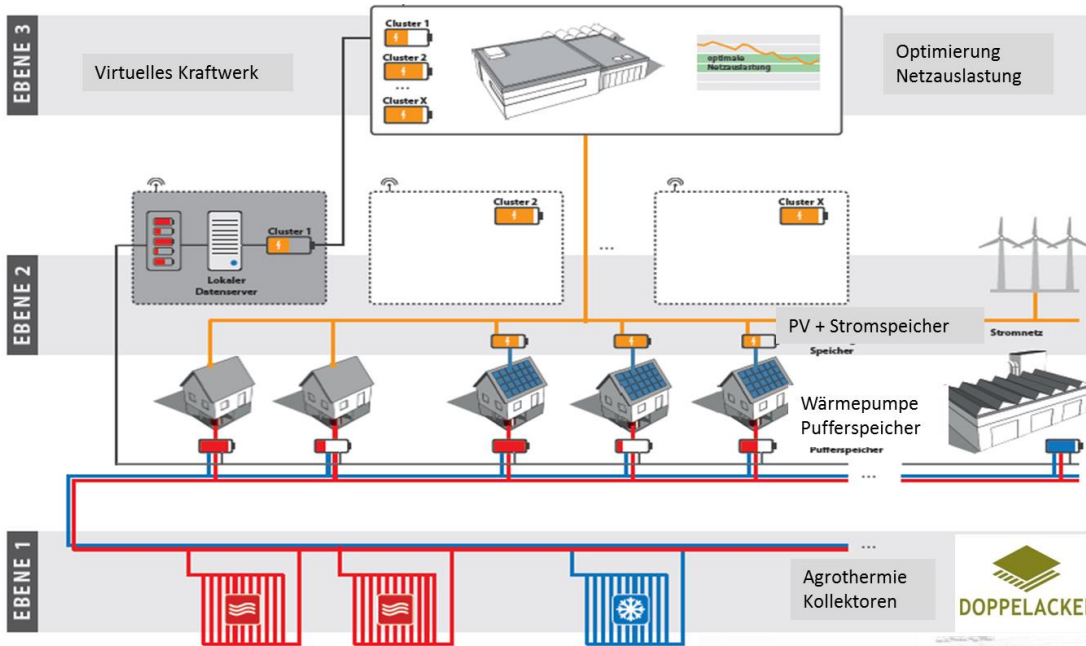 EBENE 3
Virtuelles Kraftwerk
Cluster 1
Cluster 2
...
Cluster X
optimale
Netzauslastung
Optimierung
Netzauslastung
EBENE 2
Cluster 1
Lokaler
Datenserver
Cluster 2
...
Cluster X
PV + Stromspeicher
Speicher
Stromnetz
Wärmepumpe
Pufferspeicher
Pufferspeicher
...
EBENE 1
...
Agrothermie
Kollektoren
DOPPELACKER